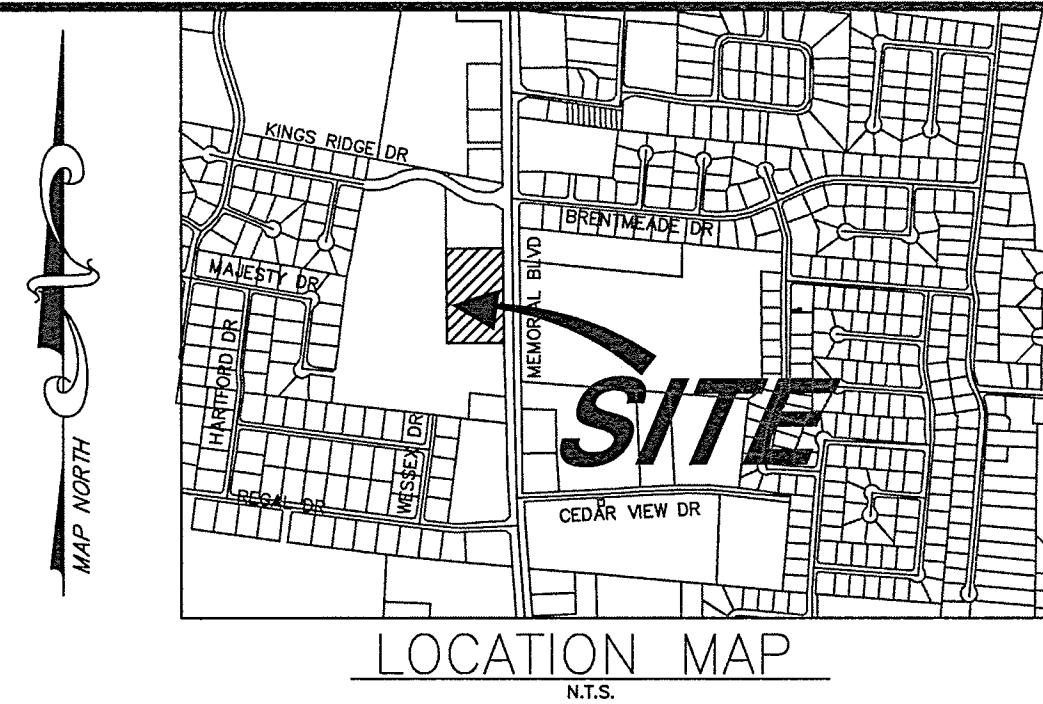 KINGS RIDGE DR
BRENTMEADE DR
MEMORIAL BLVD
MAJESTY DR
HARTFORD DR
SITE
WESSEX DR
REGAL DR
CEDAR VIEW DR
MAP NORTH
LOCATION MAP
N.T.S.